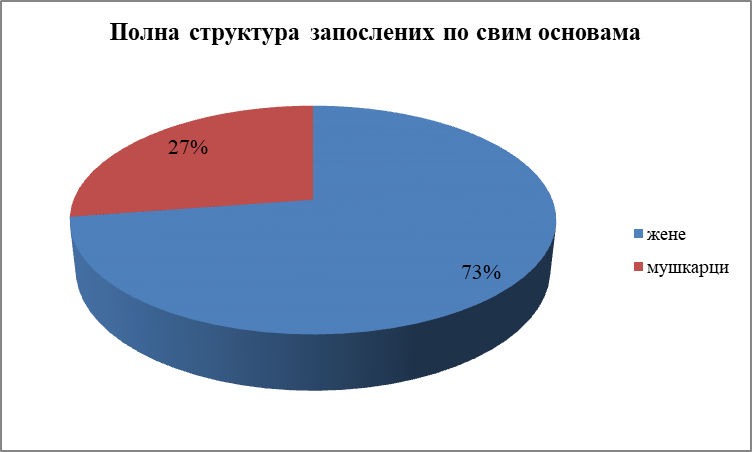 Полна структура запослених по свим основама
27%
жене
мушкарци
73%